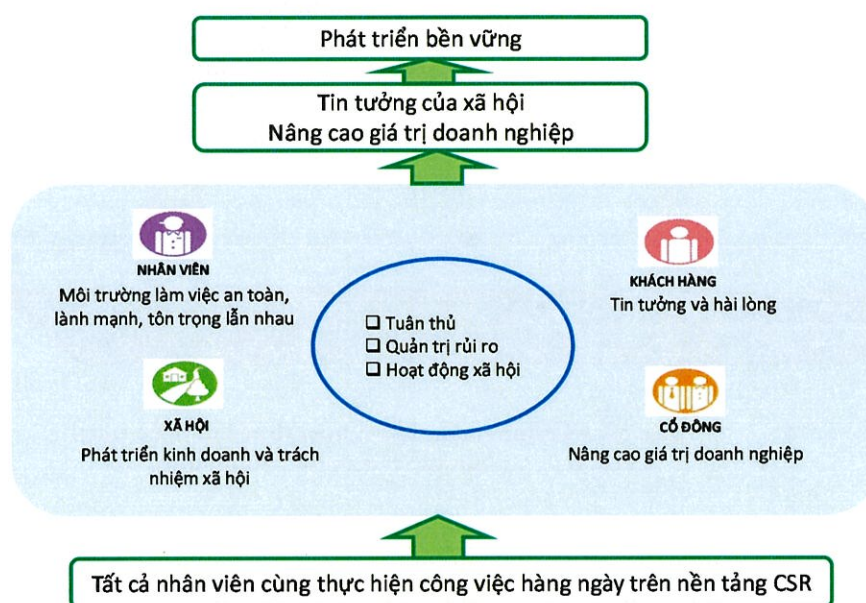 Phát triển bền vững
Tin tưởng của xã hội
Nâng cao giá trị doanh nghiệp
NHÂN VIÊN
Môi trường làm việc an toàn,
lành mạnh, tôn trọng lẫn nhau
KHÁCH HÀNG
Tin tưởng và hài lòng
❑ Tuân thủ
❑ Quản trị rủi ro
❑ Hoạt động xã hội
XÃ HỘI
Phát triển kinh doanh và trách
nhiệm xã hội
CỔ ĐÔNG
Nâng cao giá trị doanh nghiệp
Tất cả nhân viên cùng thực hiện công việc hàng ngày trên nền tảng CSR